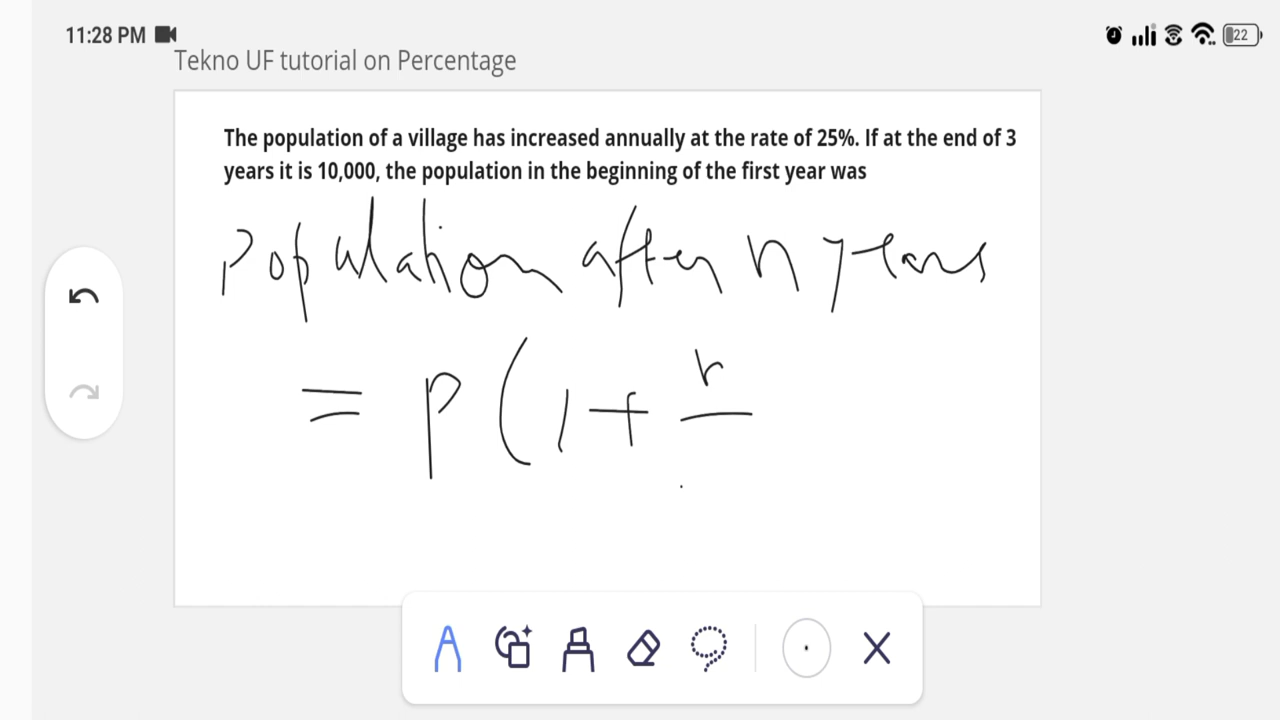 11:28 PM
22
Tekno UF tutorial on Percentage
The population of a village has increased annually at the rate of 25%. If at the end of 3
years it is 10,000, the population in the beginning of the first year was
Population after n years
= P(1+r